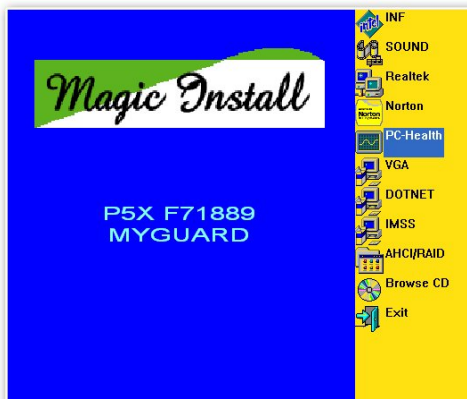 Magic Install
P5X F71889
MYGUARD
INF
SOUND
Realtek
Norton
PC-Health
VGA
DOTNET
IMSS
AHCI/RAID
Browse CD
Exit